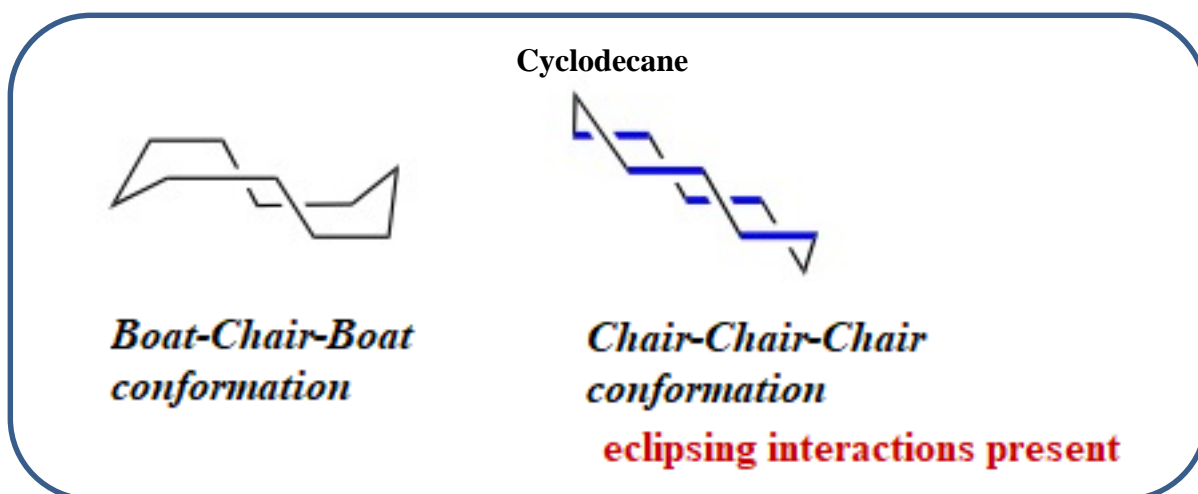 Cyclodecane
Boat-Chair-Boat
conformation
Chair-Chair-Chair
conformation
eclipsing interactions present